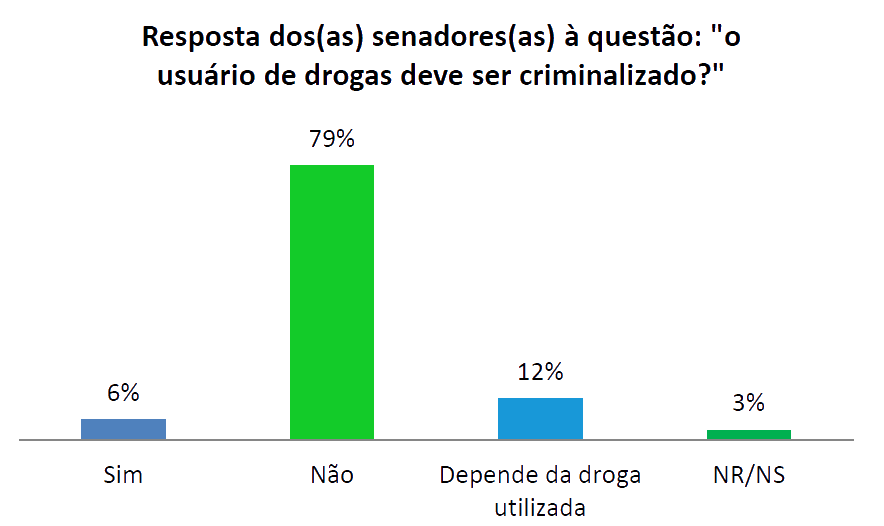 Resposta dos(as) senadores(as) à questão: "o
usuário de drogas deve ser criminalizado?"
79%
12%
6%
3%
Sim
Não
Depende da droga
utilizada
NR/NS